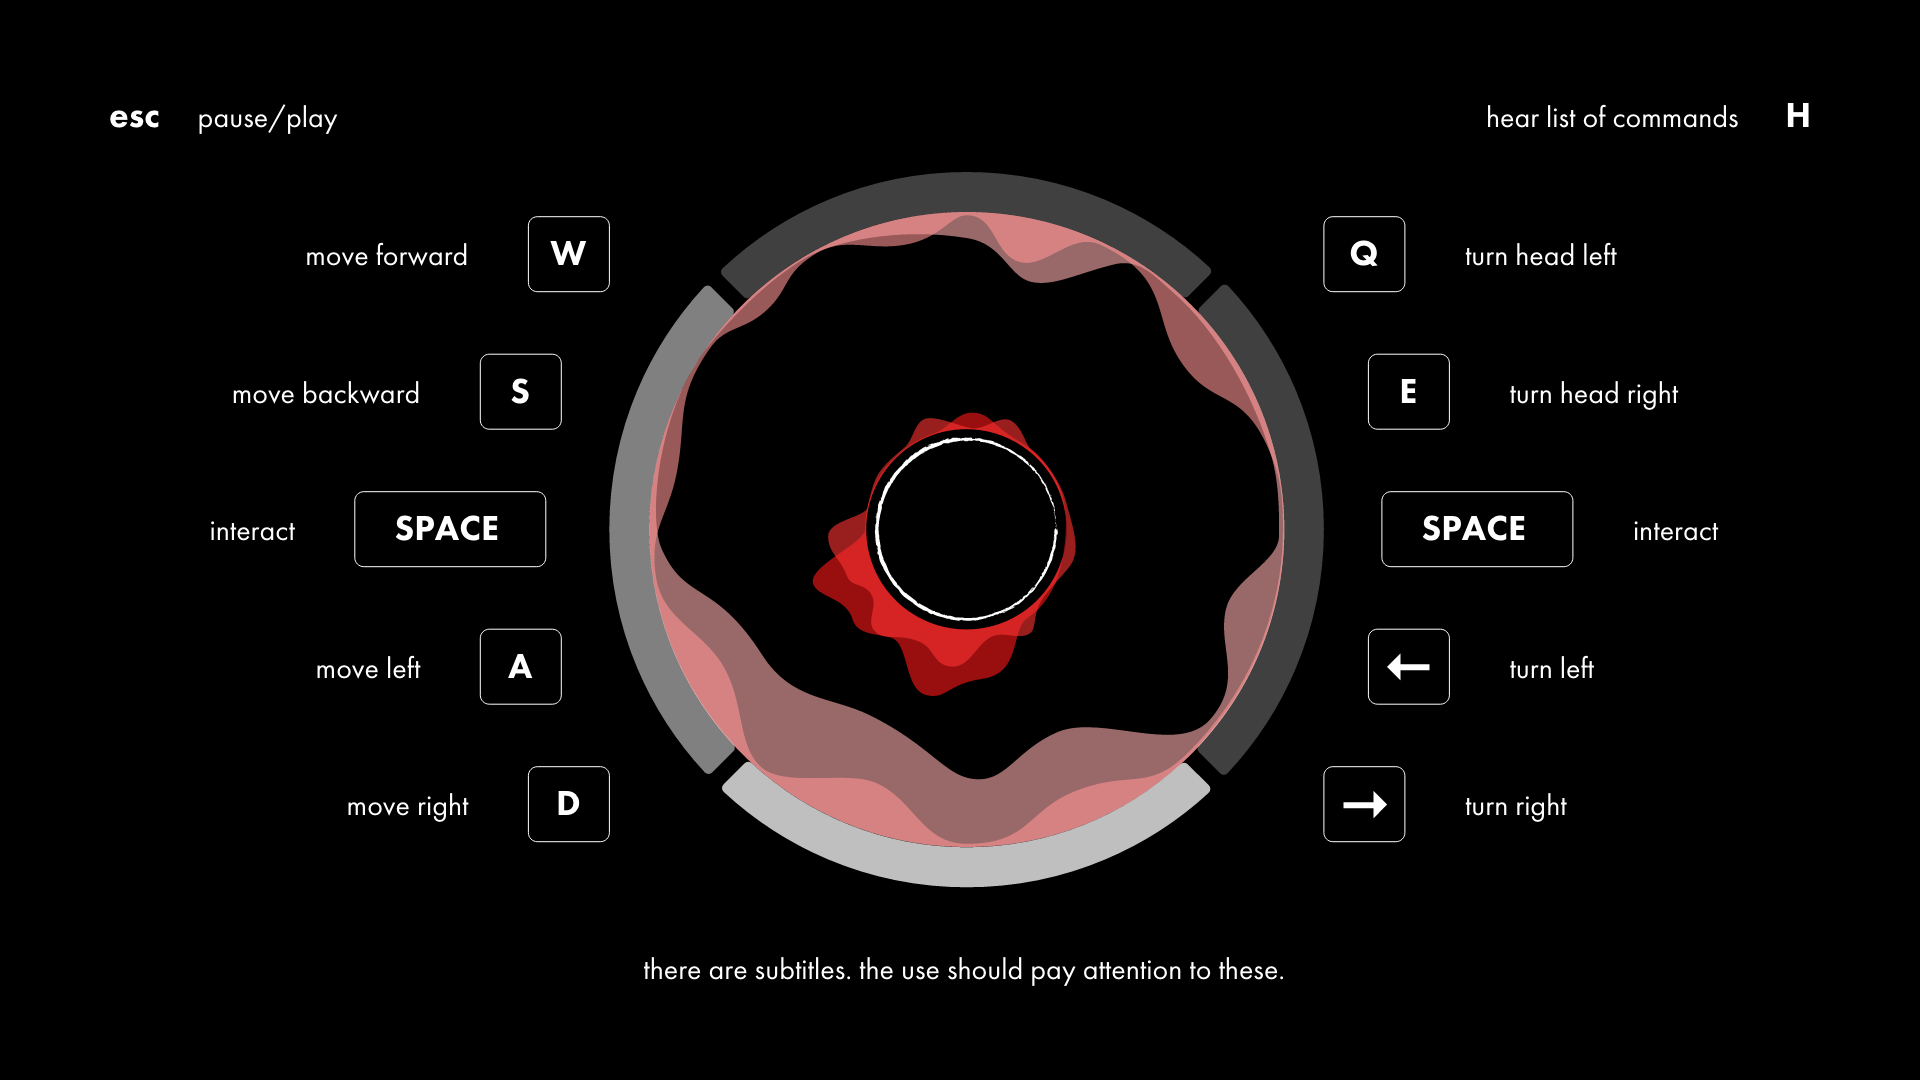 esc pause/play
hear list of commands H
move forward W
move backward S
interact SPACE
move left A
move right D
Q turn head left
E turn head right
SPACE interact
← turn left
→ turn right
there are subtitles. the use should pay attention to these.